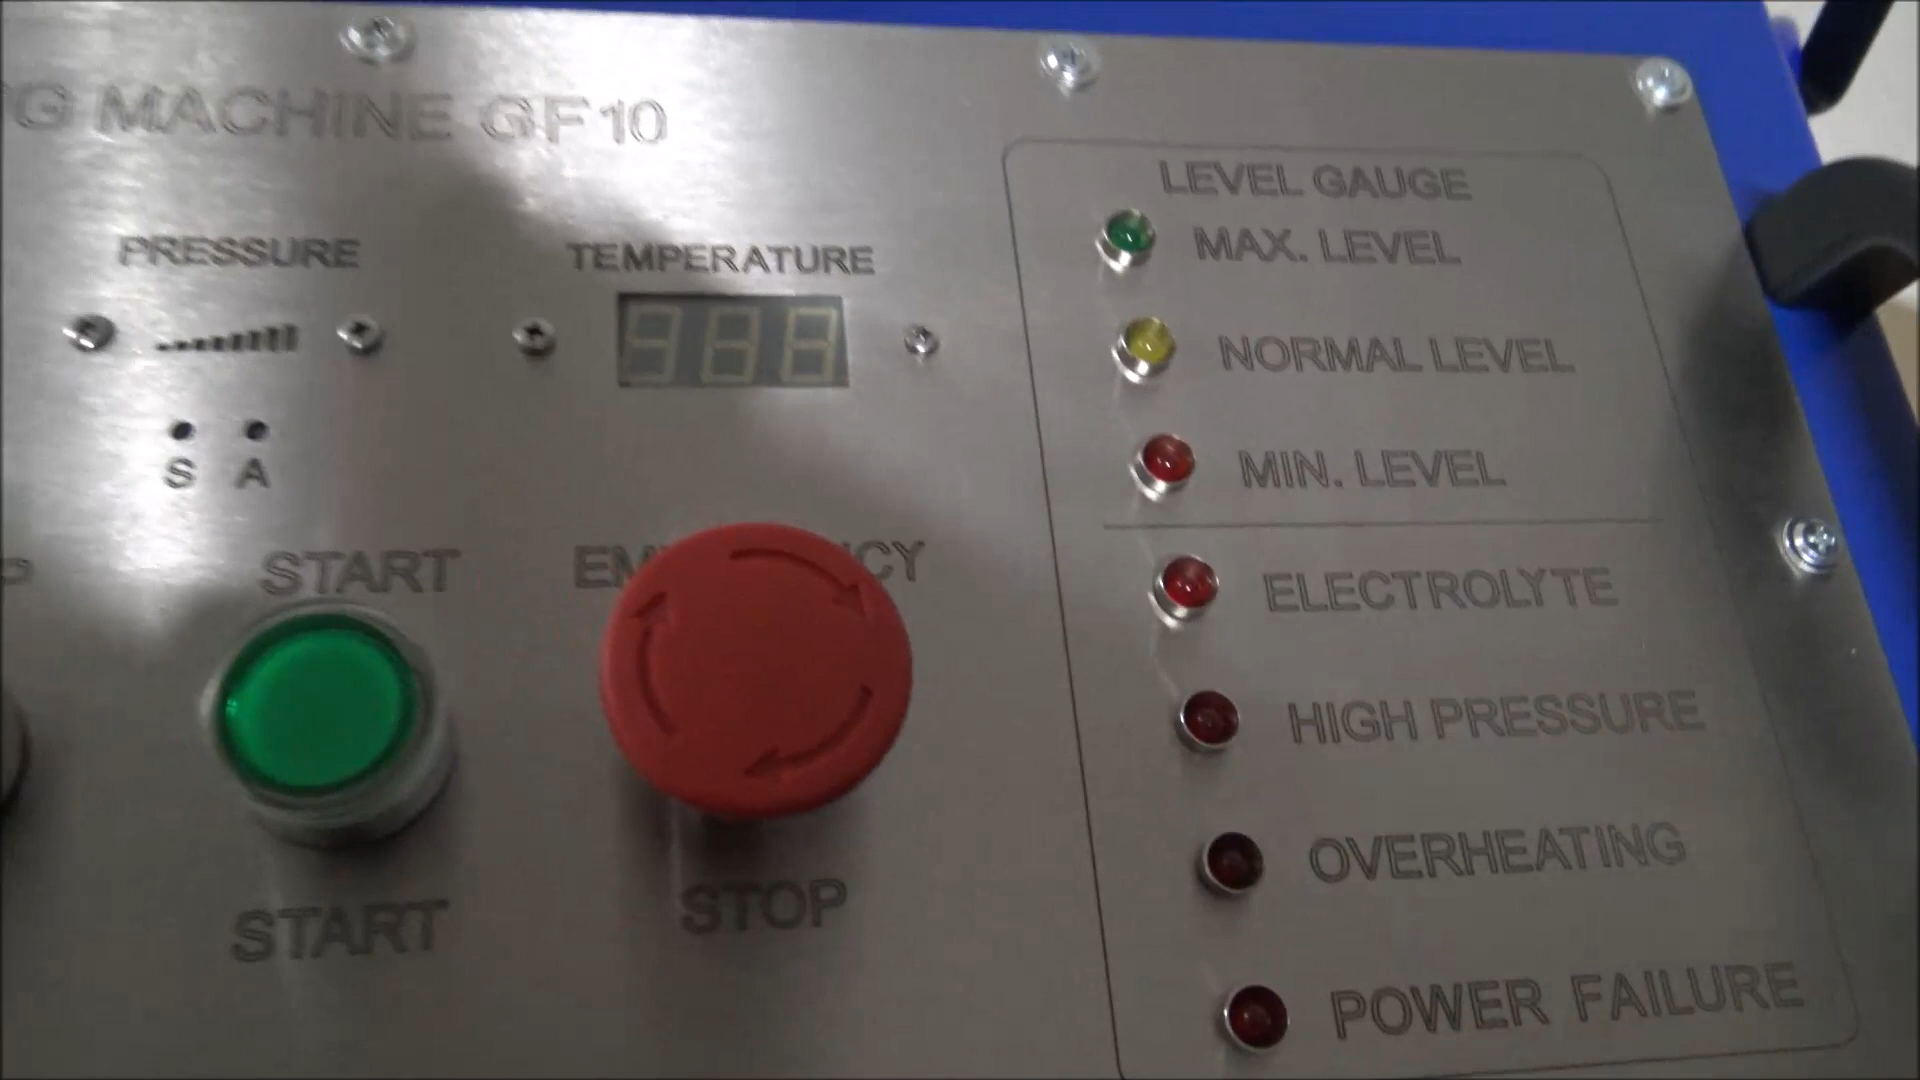 MACHINE GF10
PRESSURE
TEMPERATURE
S A
START
START
STOP
LEVEL GAUGE
MAX. LEVEL
NORMAL LEVEL
MIN. LEVEL
ELECTROLYTE
HIGH PRESSURE
OVERHEATING
POWER FAILURE